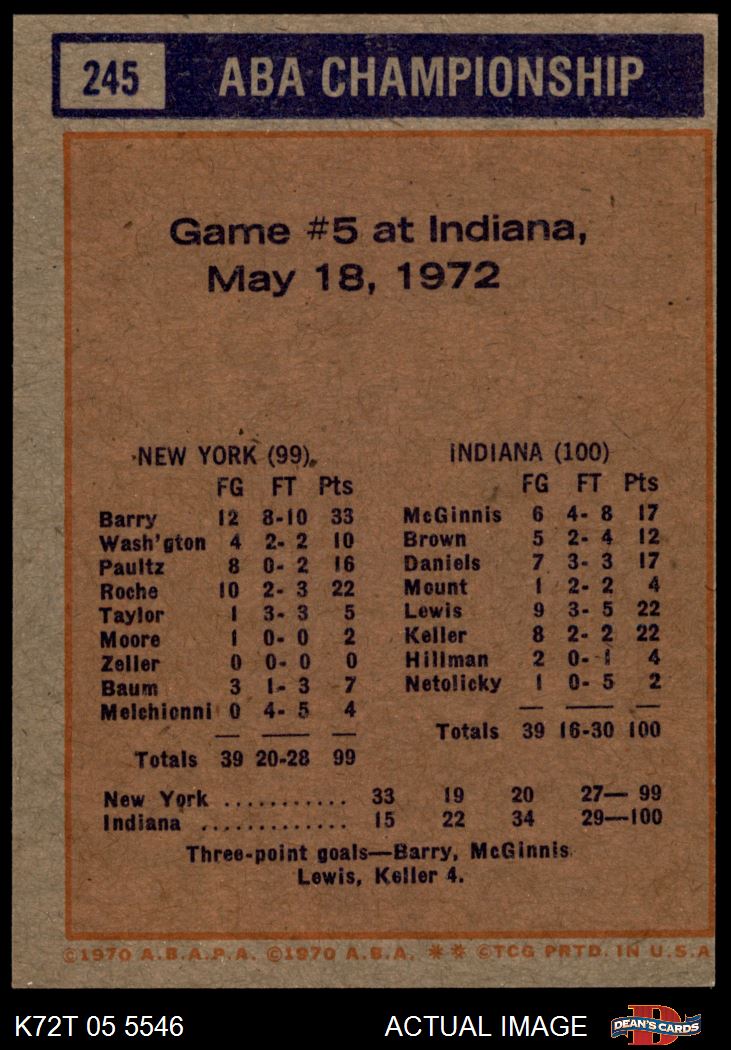 245 ABA CHAMPIONSHIP
Game #5 at Indiana,
May 18, 1972
NEW YORK (99)
FG FT Pts
Barry 12 8-10 33
Wash'gton 4 2- 2 10
Paultz 8 0- 2 16
Roche 10 2- 3 22
Taylor 1 3- 3 5
Moore 1 0- 0 2
Zeller 0 0- 0 0
Baum 3 1- 3 7
Melchionni 0 4- 5 4
Totals 39 20-28 99
INDIANA (100)
FG FT Pts
McGinnis 6 4- 8 17
Brown 5 2- 4 12
Daniels 7 3- 3 17
Mount 1 2- 2 4
Lewis 9 3- 5 22
Keller 8 2- 2 22
Hillman 2 0- 1 4
Netolicky 1 0- 5 2
Totals 39 16-30 100
New York ........... 33 19 20 27— 99
Indiana ............. 15 22 34 29—100
Three-point goals—Barry, McGinnis
Lewis, Keller 4.
©1970 A.B.A.P.A. ©1970 A.B.A. ** ©TCG PRTD. IN U.S.A
K72T 05 5546 ACTUAL IMAGE DEAN'S CARDS